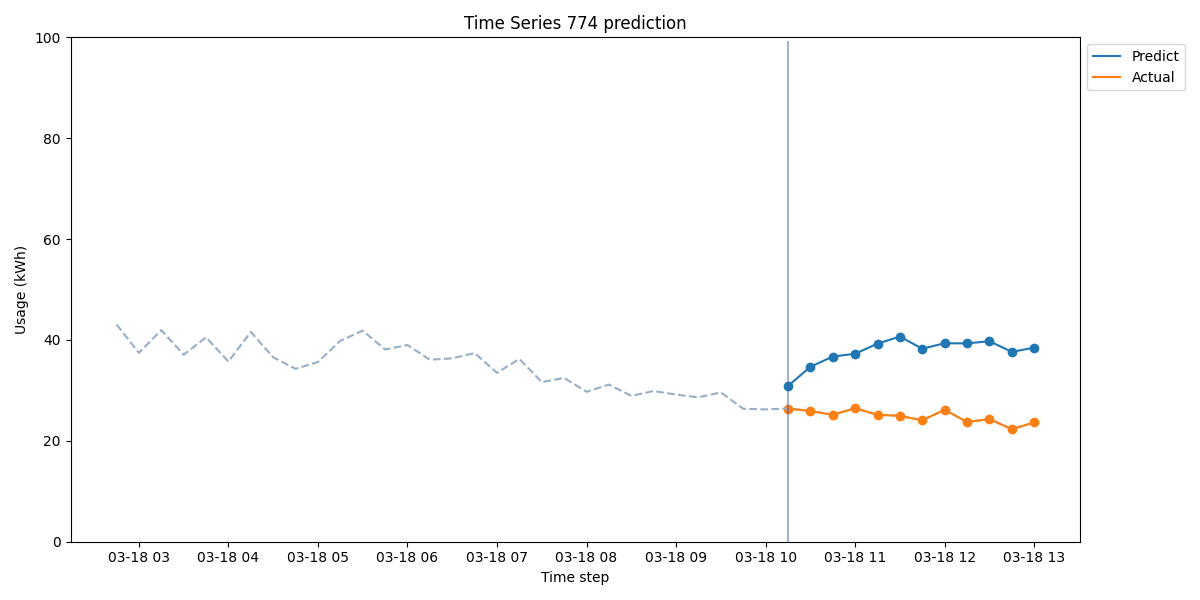 Time Series 774 prediction
100
80
60
40
20
0
Usage (kWh)
03-18 03 03-18 04 03-18 05 03-18 06 03-18 07 03-18 08 03-18 09 03-18 10 03-18 11 03-18 12 03-18 13
Time step
Predict
Actual